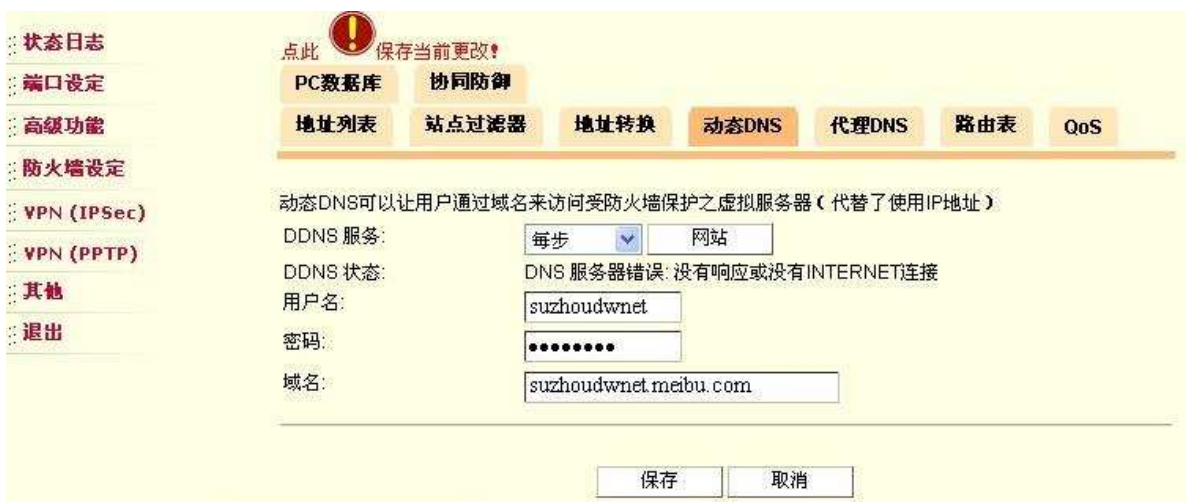 状态日志
端口设定
高级功能
防火墙设定
VPN (IPSec)
VPN (PPTP)
其他
退出
点此 保存当前更改!
PC数据库 协同防御
地址列表 站点过滤器 地址转换 动态DNS 代理DNS 路由表 QoS
动态DNS可以让用户通过域名来访问受防火墙保护之虚拟服务器(代替了使用IP地址)
DDNS 服务: 每步 网站
DDNS 状态: DNS 服务器错误: 没有响应或没有INTERNET连接
用户名: suzhoudwnet
密码: ●●●●●●●●
域名: suzhoudwnet.meibu.com
保存 取消